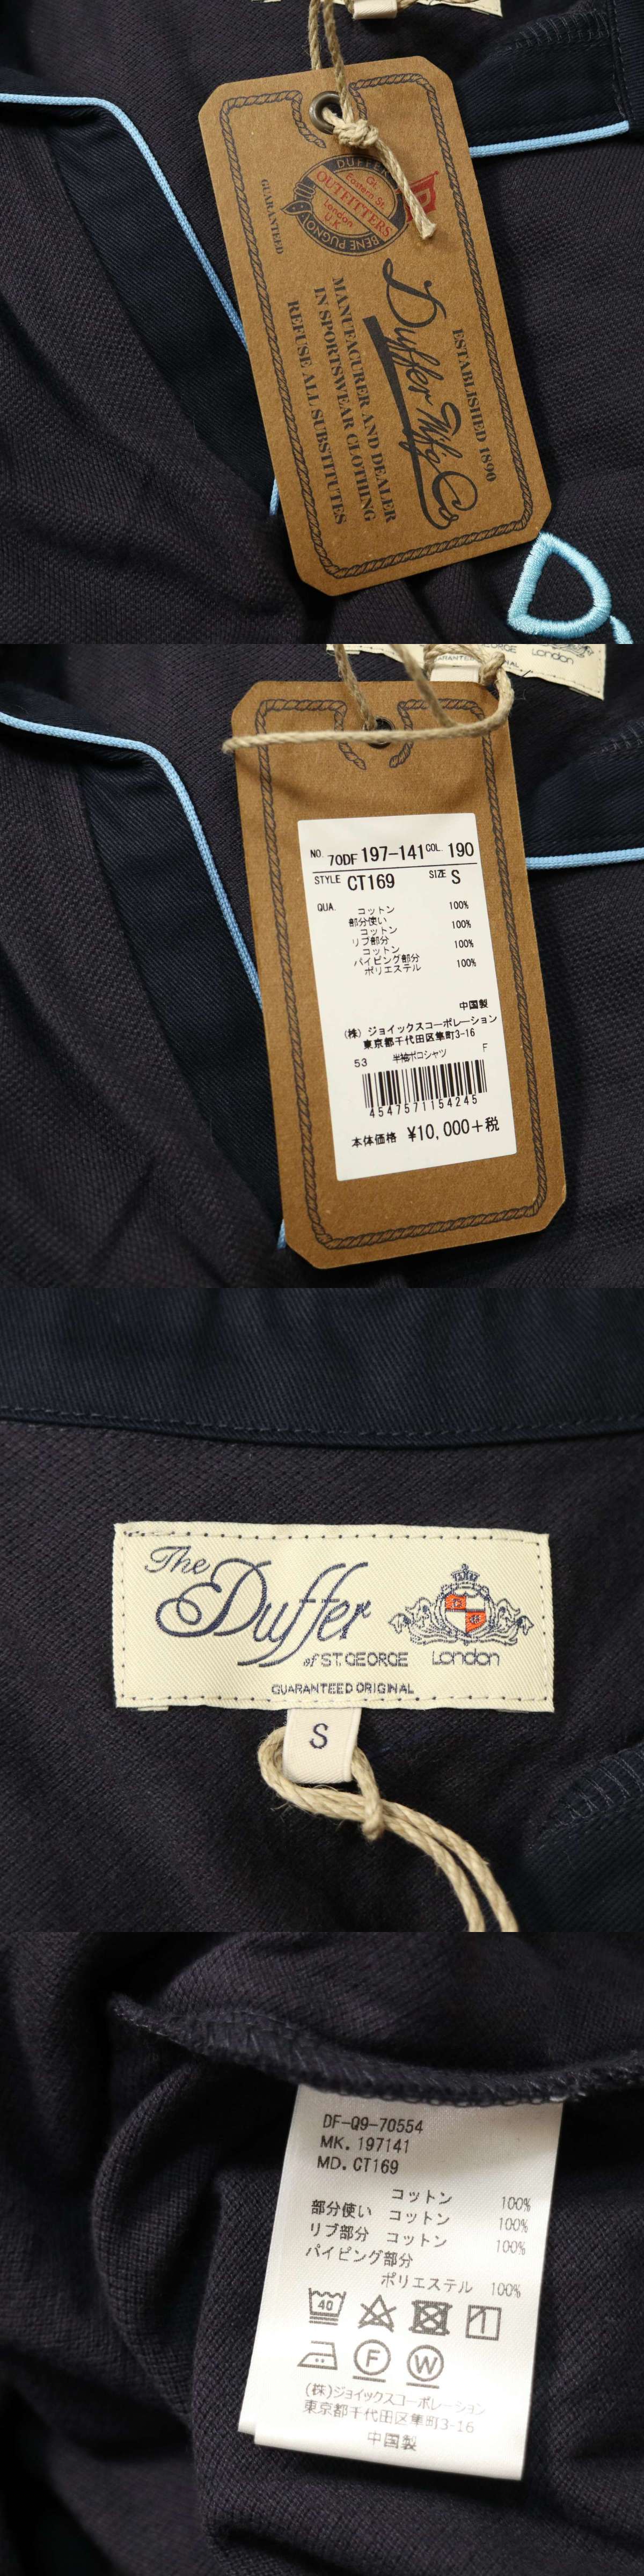 DUFFER
Gt.
Eastern St.
OUTFITTERS
London
U.K.
BENE PUGNO
GUARANTEED
ESTABLISHED 1890
Duffer Mfg Co
MANUFACURER AND DEALER
IN SPORTSWEAR CLOTHING
REFUSE ALL SUBSTITUTES
D
London
NO. 70DF 197-141 COL. 190
STYLE CT169 SIZE S
QUA. コットン 100%
部分使い
コットン 100%
リブ部分
コットン 100%
パイピング部分
ポリエステル 100%
中国製
(株) ジョイックスコーポレーション
東京都千代田区隼町3-16
53 半袖ポロシャツ F
4547571154245
本体価格 ¥10,000+税
The
Duffer
of ST. GEORGE London
GUARANTEED ORIGINAL
S
DF-Q9-70554
MK. 197141
MD. CT169
コットン 100%
部分使い コットン 100%
リブ部分 コットン 100%
パイピング部分
ポリエステル 100%
40
F W
(株)ジョイックスコーポレーション
東京都千代田区隼町3-16
中国製